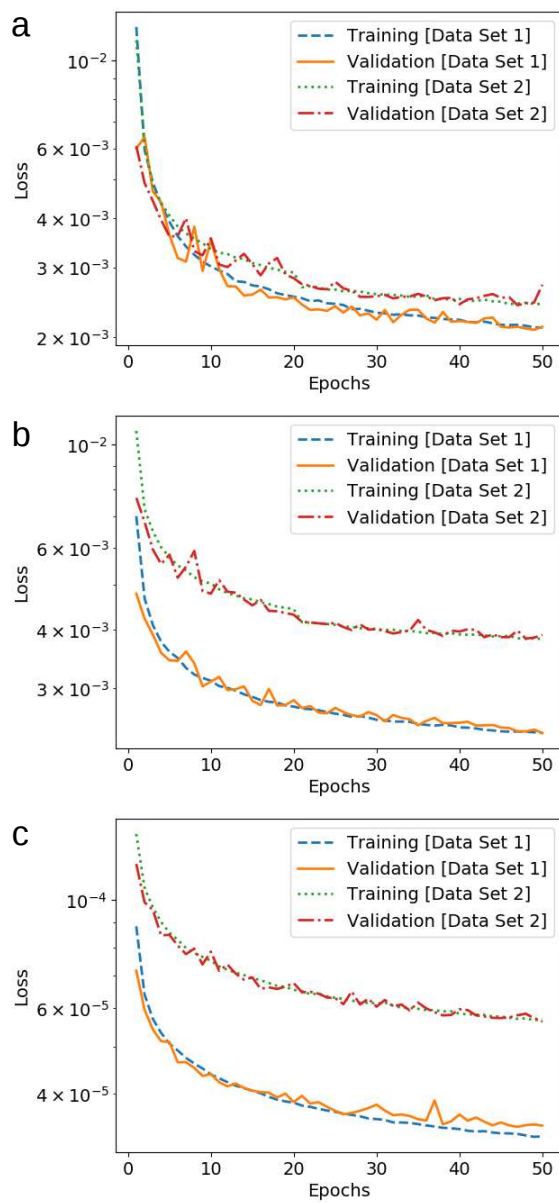 a
10⁻²
6 × 10⁻³
4 × 10⁻³
3 × 10⁻³
2 × 10⁻³
Loss
Training [Data Set 1]
Validation [Data Set 1]
Training [Data Set 2]
Validation [Data Set 2]
0 10 20 30 40 50
Epochs
b
10⁻²
6 × 10⁻³
4 × 10⁻³
3 × 10⁻³
Loss
Training [Data Set 1]
Validation [Data Set 1]
Training [Data Set 2]
Validation [Data Set 2]
0 10 20 30 40 50
Epochs
c
10⁻⁴
6 × 10⁻⁵
4 × 10⁻⁵
Loss
Training [Data Set 1]
Validation [Data Set 1]
Training [Data Set 2]
Validation [Data Set 2]
0 10 20 30 40 50
Epochs